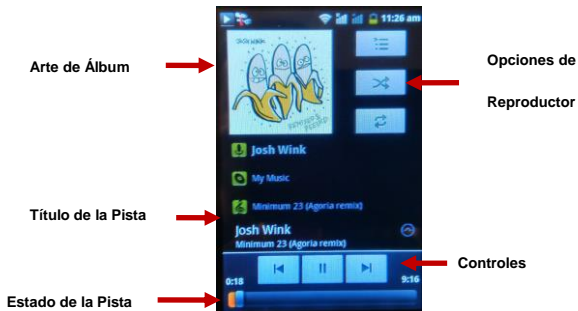 11:26 am
Arte de Álbum
Opciones de
Reproductor
Josh Wink
My Music
Minimum 23 (Agoria remix)
Título de la Pista
Josh Wink
Minimum 23 (Agoria remix)
Controles
0:18
9:16
Estado de la Pista